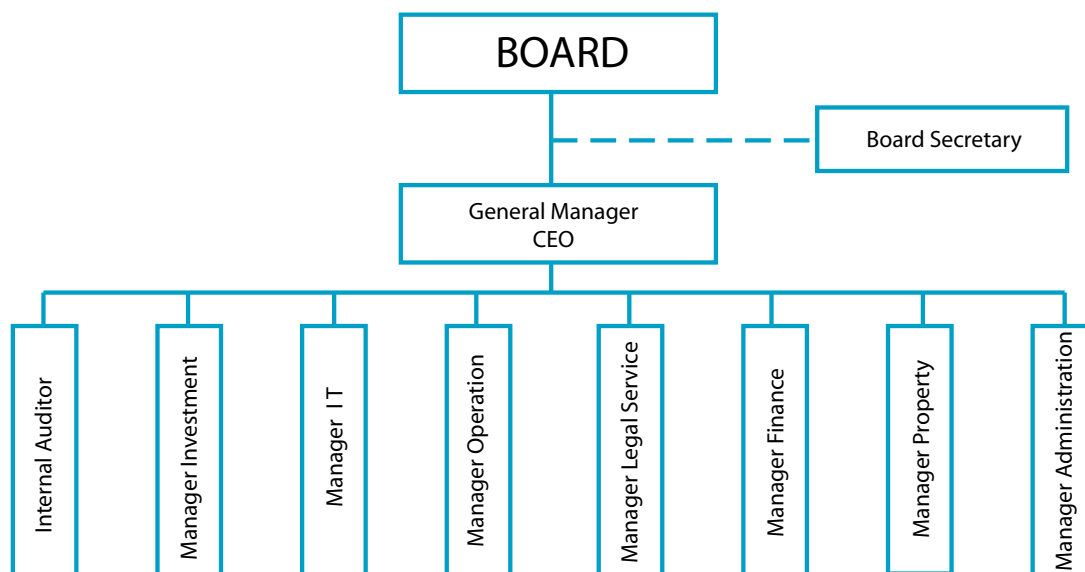 BOARD
Board Secretary
General Manager
CEO
Internal Auditor
Manager Investment
Manager I T
Manager Operation
Manager Legal Service
Manager Finance
Manager Property
Manager Administration